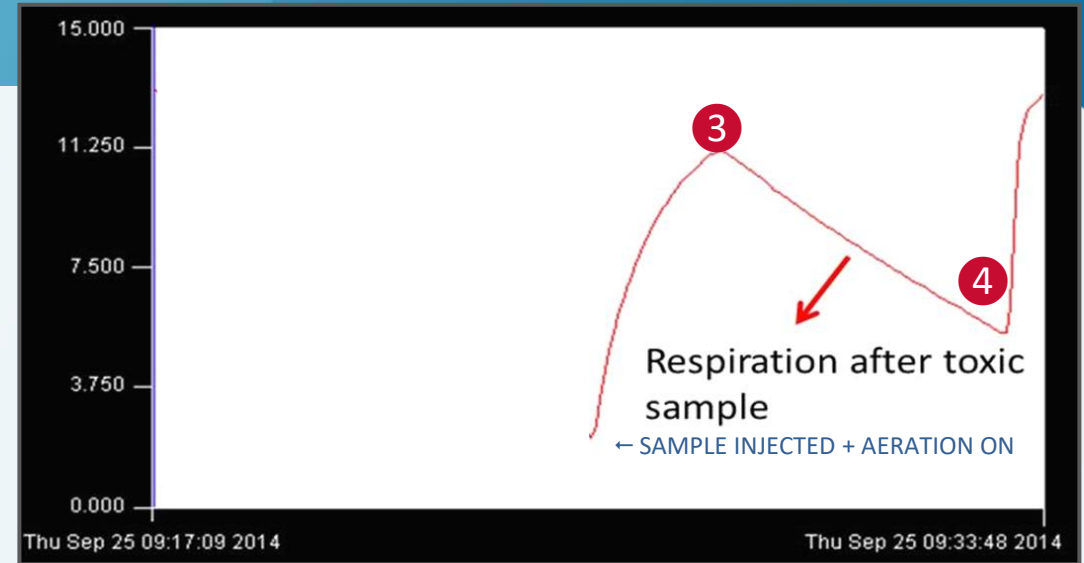 15.000
3
11.250
7.500
4
Respiration after toxic
3.750
sample
← SAMPLE INJECTED + AERATION ON
0.000
Thu Sep 25 09:17:09 2014
Thu Sep 25 09:33:48 2014